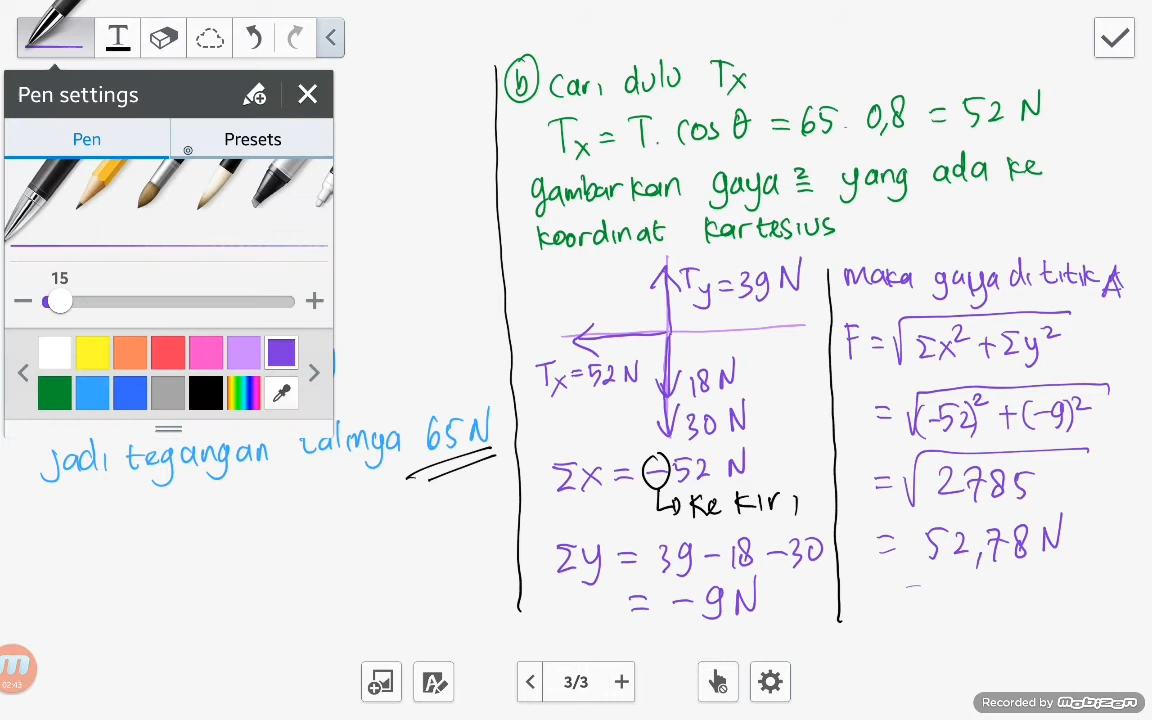 T
Pen settings
Pen
Presets
15
jadi tegangan talinya 65 N
b Cari dulu Tx
Tx = T. cos θ = 65 . 0,8 = 52 N
gambarkan gaya² yang ada ke
koordinat kartesius
Ty = 39 N
Tx = 52 N
18 N
30 N
Σx = -52 N
↳ ke kiri
Σy = 39 - 18 - 30
= -9 N
maka gaya di titik A
F = √Σx² + Σy²
= √(-52)² + (-9)²
= √2785
= 52,78 N
3/3
02:43
Recorded by mobizen